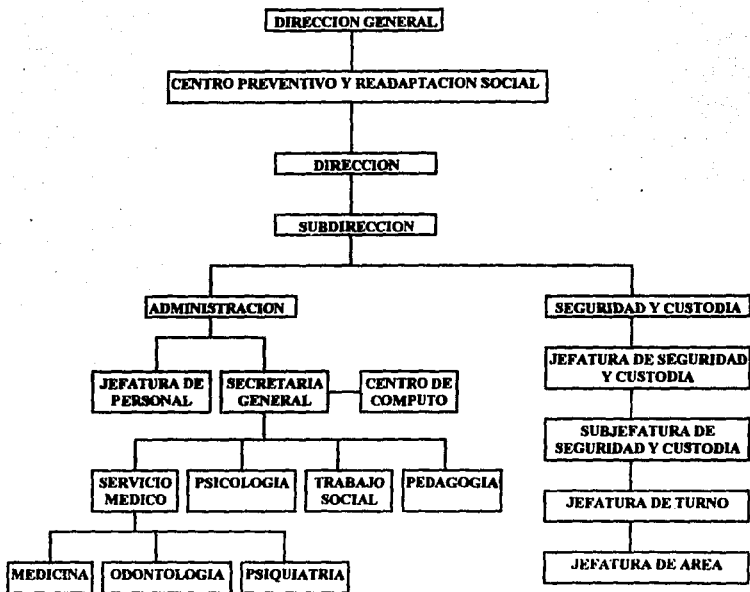 DIRECCION GENERAL
CENTRO PREVENTIVO Y READAPTACION SOCIAL
DIRECCION
SUBDIRECCION
ADMINISTRACION
SEGURIDAD Y CUSTODIA
JEFATURA DE
PERSONAL
SECRETARIA
GENERAL
CENTRO DE
COMPUTO
JEFATURA DE SEGURIDAD
Y CUSTODIA
SUBJEFATURA DE
SEGURIDAD Y CUSTODIA
SERVICIO
MEDICO
PSICOLOGIA
TRABAJO
SOCIAL
PEDAGOGIA
JEFATURA DE TURNO
MEDICINA
ODONTOLOGIA
PSIQUIATRIA
JEFATURA DE AREA